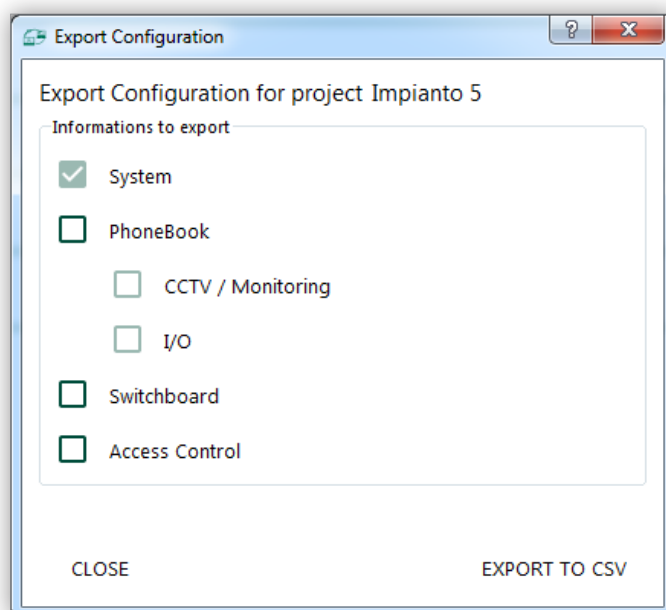 Export Configuration
Export Configuration for project Impianto 5
Informations to export
System
PhoneBook
CCTV / Monitoring
I/O
Switchboard
Access Control
CLOSE EXPORT TO CSV